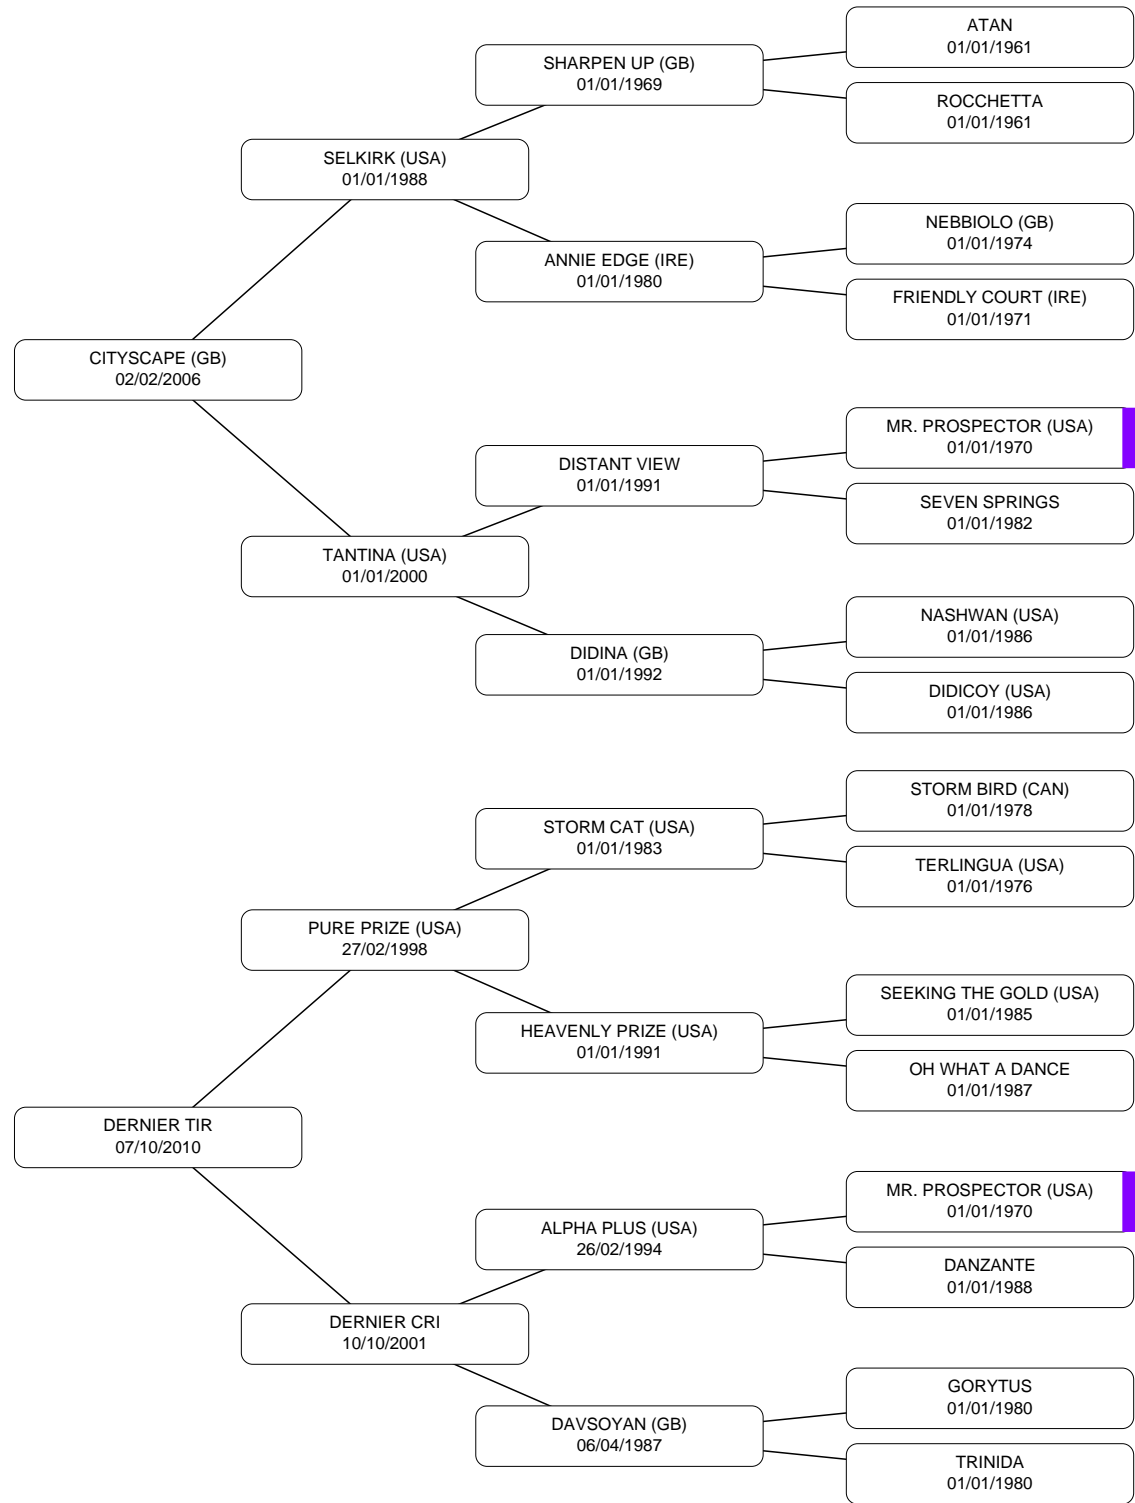 ATAN
01/01/1961
SHARPEN UP (GB)
01/01/1969
ROCCHETTA
01/01/1961
SELKIRK (USA)
01/01/1988
NEBBIOLO (GB)
01/01/1974
ANNIE EDGE (IRE)
01/01/1980
FRIENDLY COURT (IRE)
01/01/1971
CITYSCAPE (GB)
02/02/2006
MR. PROSPECTOR (USA)
01/01/1970
DISTANT VIEW
01/01/1991
SEVEN SPRINGS
01/01/1982
TANTINA (USA)
01/01/2000
NASHWAN (USA)
01/01/1986
DIDINA (GB)
01/01/1992
DIDICOY (USA)
01/01/1986
STORM BIRD (CAN)
01/01/1978
STORM CAT (USA)
01/01/1983
TERLINGUA (USA)
01/01/1976
PURE PRIZE (USA)
27/02/1998
SEEKING THE GOLD (USA)
01/01/1985
HEAVENLY PRIZE (USA)
01/01/1991
OH WHAT A DANCE
01/01/1987
DERNIER TIR
07/10/2010
MR. PROSPECTOR (USA)
01/01/1970
ALPHA PLUS (USA)
26/02/1994
DANZANTE
01/01/1988
DERNIER CRI
10/10/2001
GORYTUS
01/01/1980
DAVSOYAN (GB)
06/04/1987
TRINIDA
01/01/1980